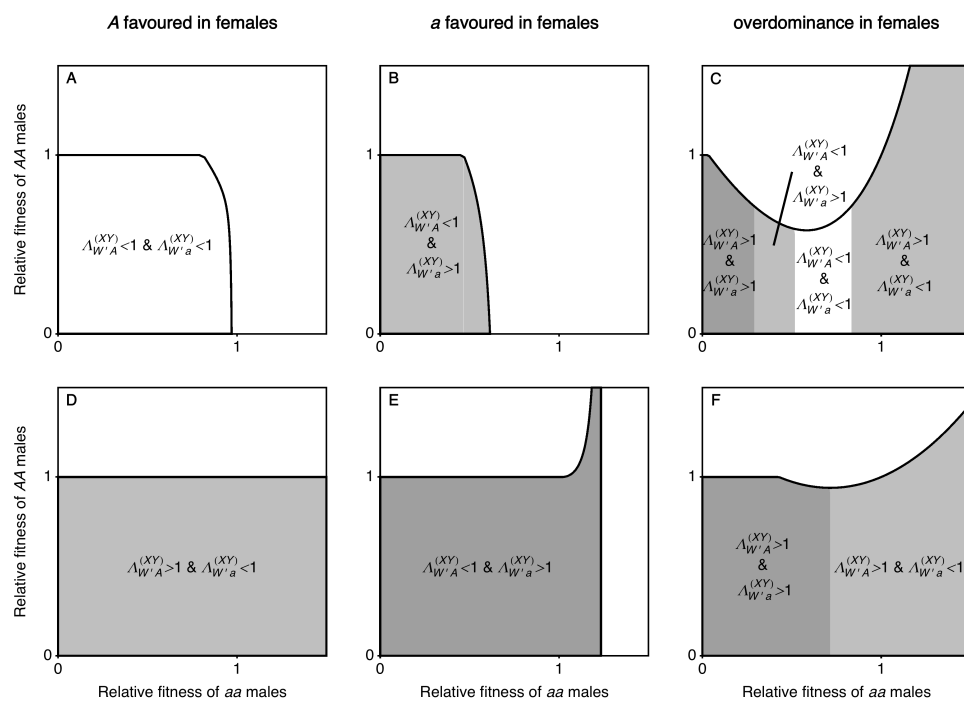 A favoured in females
a favoured in females
overdominance in females
A
B
C
Relative fitness of AA males
1
0
0
1
Λ_{W'A}^{(XY)}<1 & Λ_{W'a}^{(XY)}<1
1
0
0
1
Λ_{W'A}^{(XY)}<1
&
Λ_{W'a}^{(XY)}>1
1
0
0
1
Λ_{W'A}^{(XY)}>1
&
Λ_{W'a}^{(XY)}>1
Λ_{W'A}^{(XY)}<1
&
Λ_{W'a}^{(XY)}>1
Λ_{W'A}^{(XY)}<1
&
Λ_{W'a}^{(XY)}<1
Λ_{W'A}^{(XY)}>1
&
Λ_{W'a}^{(XY)}<1
D
E
F
Relative fitness of AA males
1
0
0
1
Λ_{W'A}^{(XY)}>1 & Λ_{W'a}^{(XY)}<1
Relative fitness of aa males
1
0
0
1
Λ_{W'A}^{(XY)}<1 & Λ_{W'a}^{(XY)}>1
Relative fitness of aa males
1
0
0
1
Λ_{W'A}^{(XY)}>1
&
Λ_{W'a}^{(XY)}>1
Λ_{W'A}^{(XY)}>1 & Λ_{W'a}^{(XY)}<1
Relative fitness of aa males